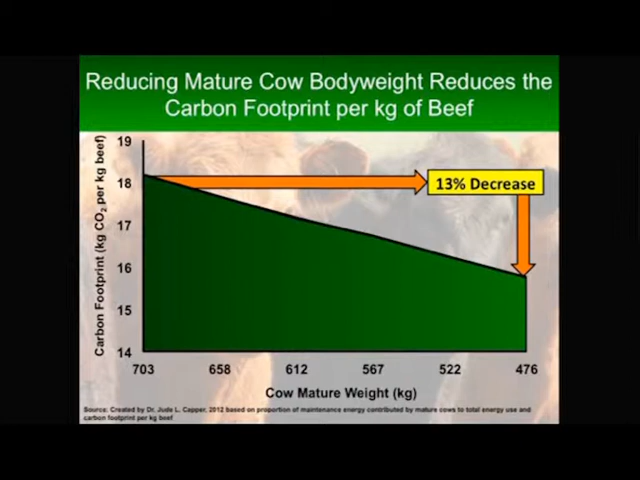 Reducing Mature Cow Bodyweight Reduces the
Carbon Footprint per kg of Beef
Carbon Footprint (kg CO2 per kg beef)
19
18
17
16
15
14
13% Decrease
703 658 612 567 522 476
Cow Mature Weight (kg)
Source: Created by Dr. Jude L. Capper, 2012 based on proportion of maintenance energy contributed by mature cows to total energy use and
carbon footprint per kg beef